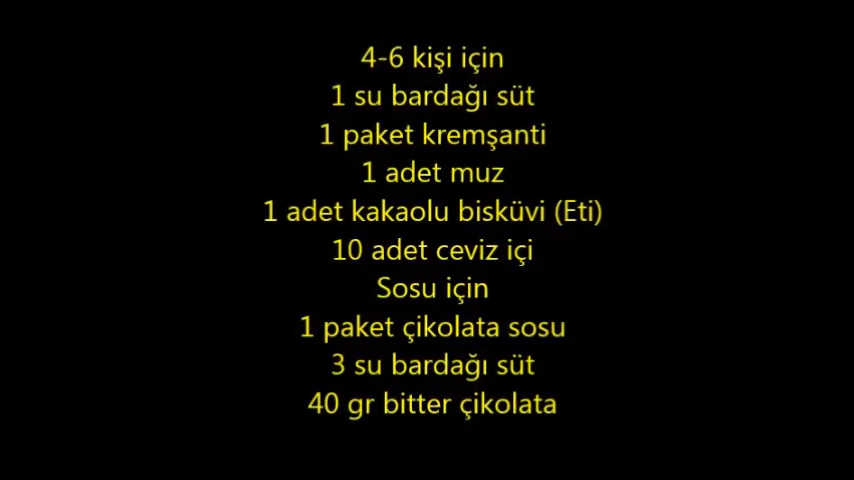 4-6 kişi için
1 su bardağı süt
1 paket kremşanti
1 adet muz
1 adet kakaolu bisküvi (Eti)
10 adet ceviz içi
Sosu için
1 paket çikolata sosu
3 su bardağı süt
40 gr bitter çikolata